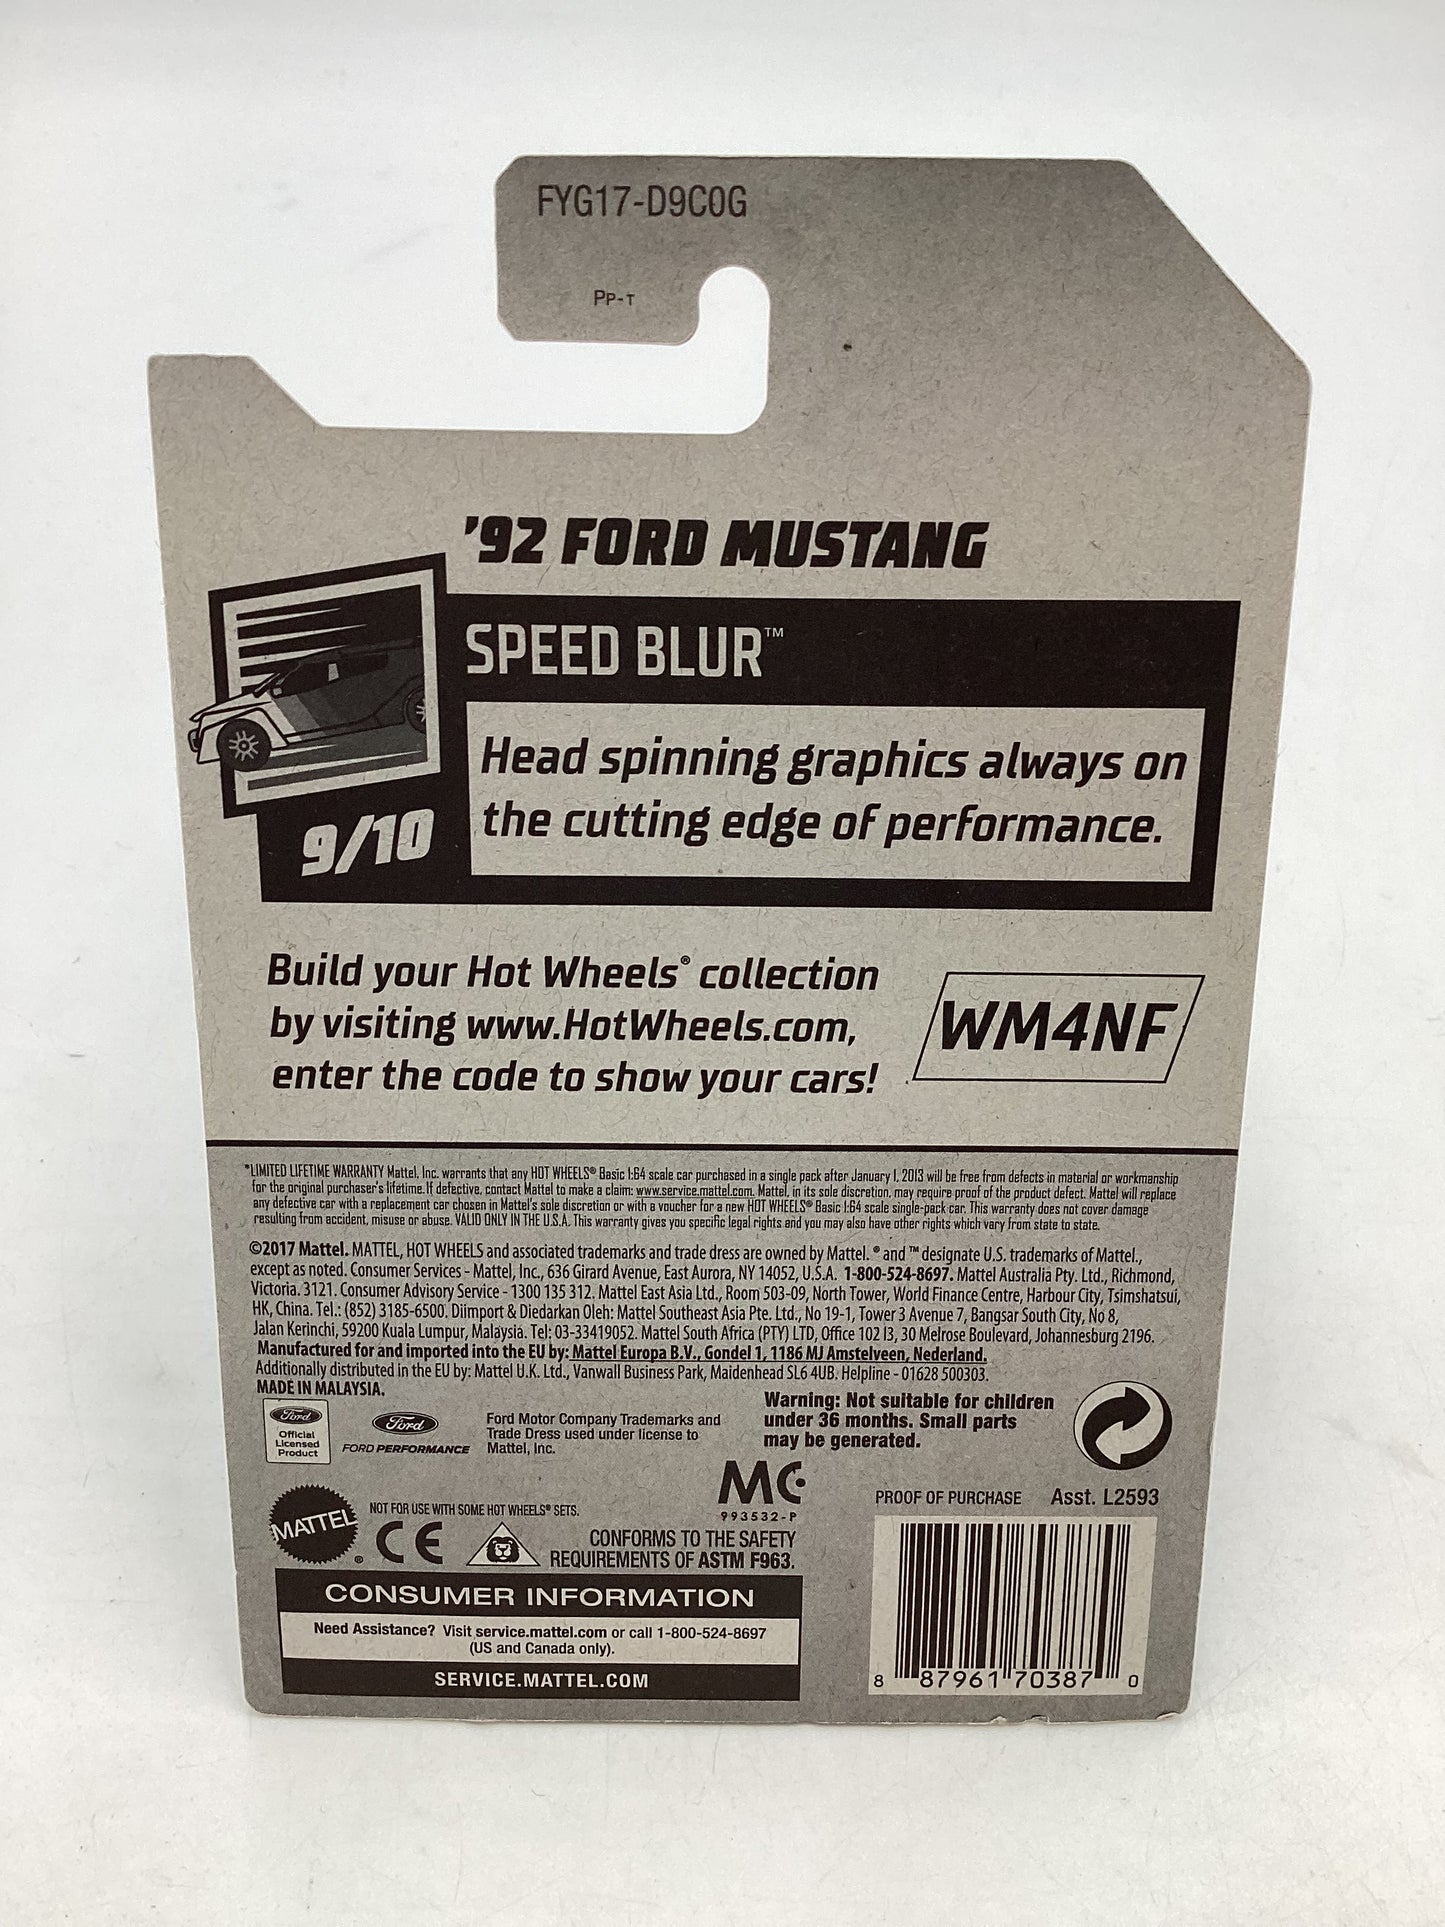 FYG17-D9C0G
PP-T
'92 FORD MUSTANG
SPEED BLUR™
Head spinning graphics always on
the cutting edge of performance.
9/10
Build your Hot Wheels® collection
by visiting www.HotWheels.com,
enter the code to show your cars!
WM4NF
*LIMITED LIFETIME WARRANTY Mattel, Inc. warrants that any HOT WHEELS® Basic 1:64 scale car purchased in a single pack after January 1, 2013 will be free from defects in material or workmanship
for the original purchaser's lifetime. If defective, contact Mattel to make a claim: www.service.mattel.com. Mattel, in its sole discretion, may require proof of the product defect. Mattel will replace
any defective car with a replacement car chosen in Mattel's sole discretion or with a voucher for a new HOT WHEELS® Basic 1:64 scale single-pack car. This warranty does not cover damage
resulting from accident, misuse or abuse. VALID ONLY IN THE U.S.A. This warranty gives you specific legal rights and you may also have other rights which vary from state to state.
©2017 Mattel. MATTEL, HOT WHEELS and associated trademarks and trade dress are owned by Mattel. ® and ™ designate U.S. trademarks of Mattel.,
except as noted. Consumer Services - Mattel, Inc., 636 Girard Avenue, East Aurora, NY 14052, U.S.A. 1-800-524-8697. Mattel Australia Pty. Ltd., Richmond,
Victoria. 3121. Consumer Advisory Service - 1300 135 312. Mattel East Asia Ltd., Room 503-09, North Tower, World Finance Centre, Harbour City, Tsimshatsui,
HK, China. Tel.: (852) 3185-6500. Diimport & Diedarkan Oleh: Mattel Southeast Asia Pte. Ltd., No 19-1, Tower 3 Avenue 7, Bangsar South City, No 8,
Jalan Kerinchi, 59200 Kuala Lumpur, Malaysia. Tel: 03-33419052. Mattel South Africa (PTY) LTD, Office 102 I3, 30 Melrose Boulevard, Johannesburg 2196.
Manufactured for and imported into the EU by: Mattel Europa B.V., Gondel 1, 1186 MJ Amstelveen, Nederland.
Additionally distributed in the EU by: Mattel U.K. Ltd., Vanwall Business Park, Maidenhead SL6 4UB. Helpline - 01628 500303.
MADE IN MALAYSIA.
Ford
Official
Licensed
Product
Ford
FORD PERFORMANCE
Ford Motor Company Trademarks and
Trade Dress used under license to
Mattel, Inc.
Warning: Not suitable for children
under 36 months. Small parts
may be generated.
MC
993532-P
PROOF OF PURCHASE Asst. L2593
MATTEL®
NOT FOR USE WITH SOME HOT WHEELS® SETS.
CE
CONFORMS TO THE SAFETY
REQUIREMENTS OF ASTM F963.
CONSUMER INFORMATION
Need Assistance? Visit service.mattel.com or call 1-800-524-8697
(US and Canada only).
SERVICE.MATTEL.COM
8 87961 70387 0